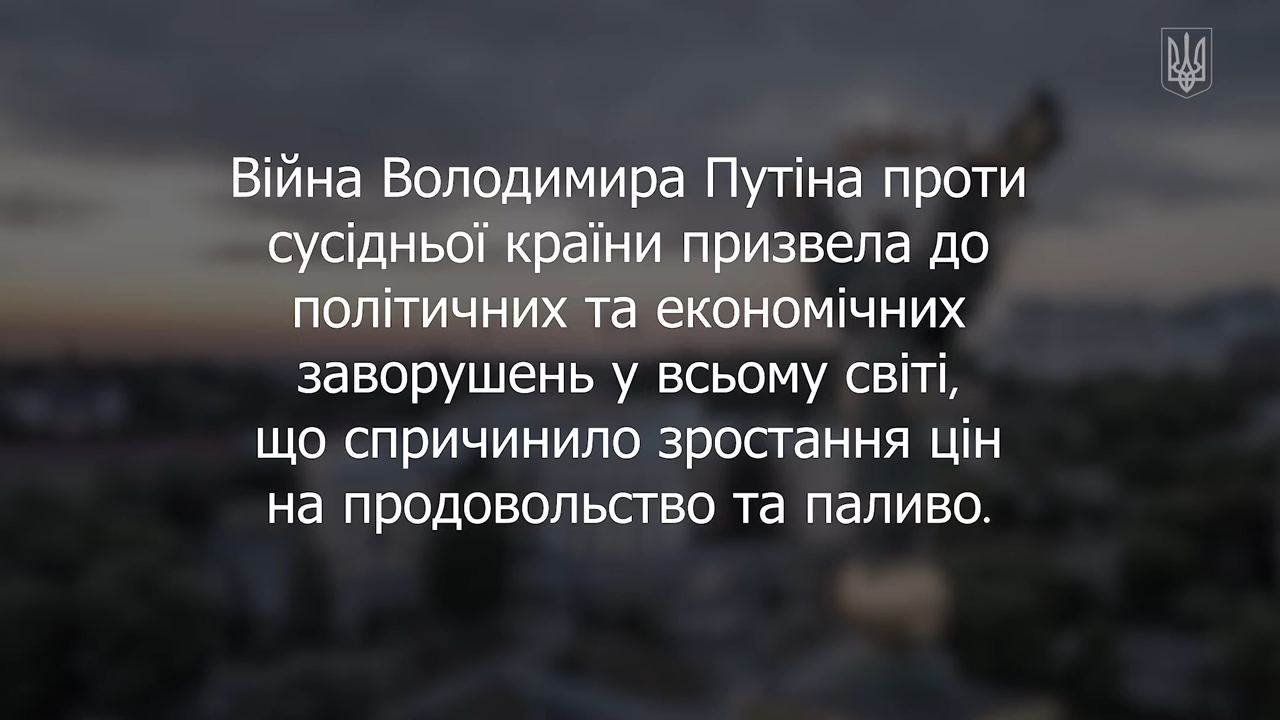 Війна Володимира Путіна проти
сусідньої країни призвела до
політичних та економічних
заворушень у всьому світі,
що спричинило зростання цін
на продовольство та паливо.